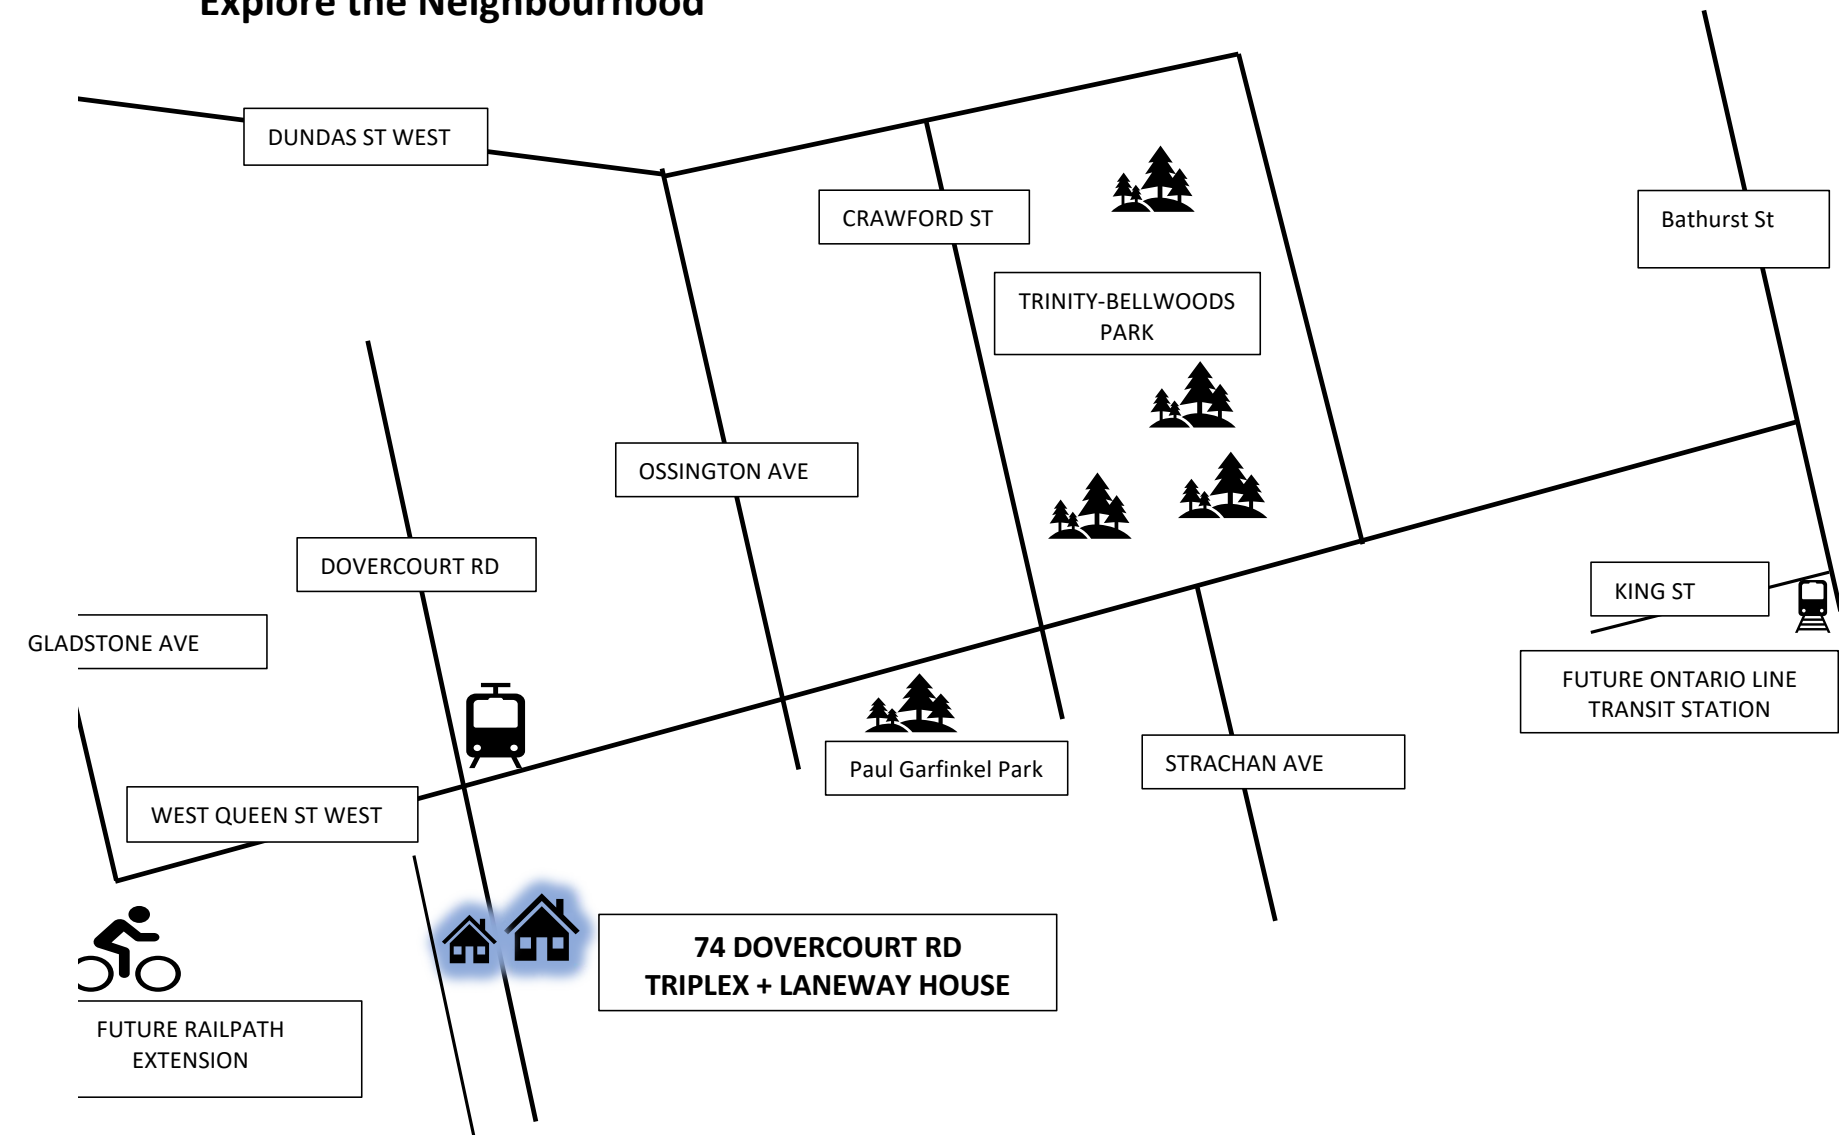 Explore the Neighbourhood
DUNDAS ST WEST
CRAWFORD ST
Bathurst St
TRINITY-BELLWOODS
PARK
OSSINGTON AVE
DOVERCOURT RD
KING ST
GLADSTONE AVE
FUTURE ONTARIO LINE
TRANSIT STATION
Paul Garfinkel Park
STRACHAN AVE
WEST QUEEN ST WEST
74 DOVERCOURT RD
TRIPLEX + LANEWAY HOUSE
FUTURE RAILPATH
EXTENSION